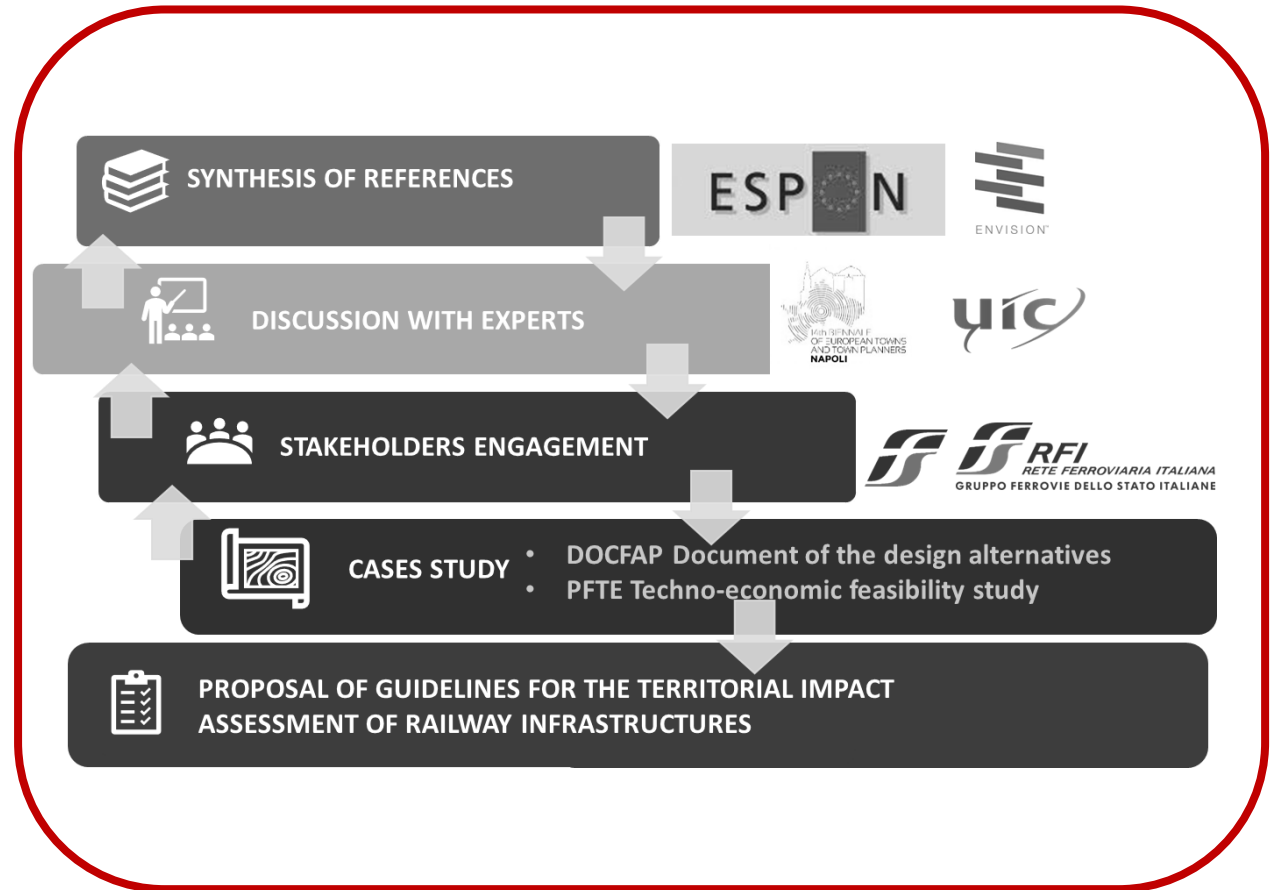 SYNTHESIS OF REFERENCES
ESPON
ENVISION™
DISCUSSION WITH EXPERTS
14th BIENNALE
OF EUROPEAN TOWNS
AND TOWN PLANNERS
NAPOLI
uic
STAKEHOLDERS ENGAGEMENT
RFI
RETE FERROVIARIA ITALIANA
GRUPPO FERROVIE DELLO STATO ITALIANE
CASES STUDY
• DOCFAP Document of the design alternatives
• PFTE Techno-economic feasibility study
PROPOSAL OF GUIDELINES FOR THE TERRITORIAL IMPACT
ASSESSMENT OF RAILWAY INFRASTRUCTURES